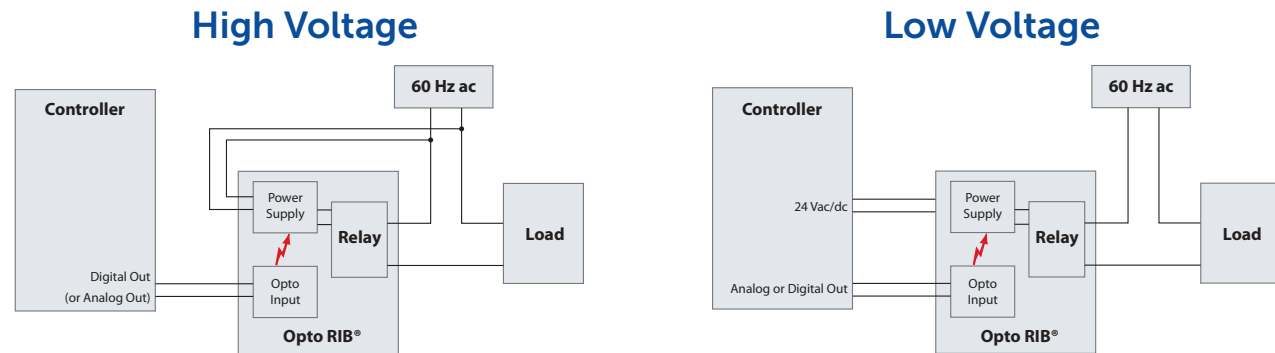 High Voltage
60 Hz ac
Controller
Power
Supply
Relay
Load
Digital Out
(or Analog Out)
Opto
Input
Opto RIB®
Low Voltage
60 Hz ac
Controller
24 Vac/dc
Power
Supply
Relay
Load
Analog or Digital Out
Opto
Input
Opto RIB®